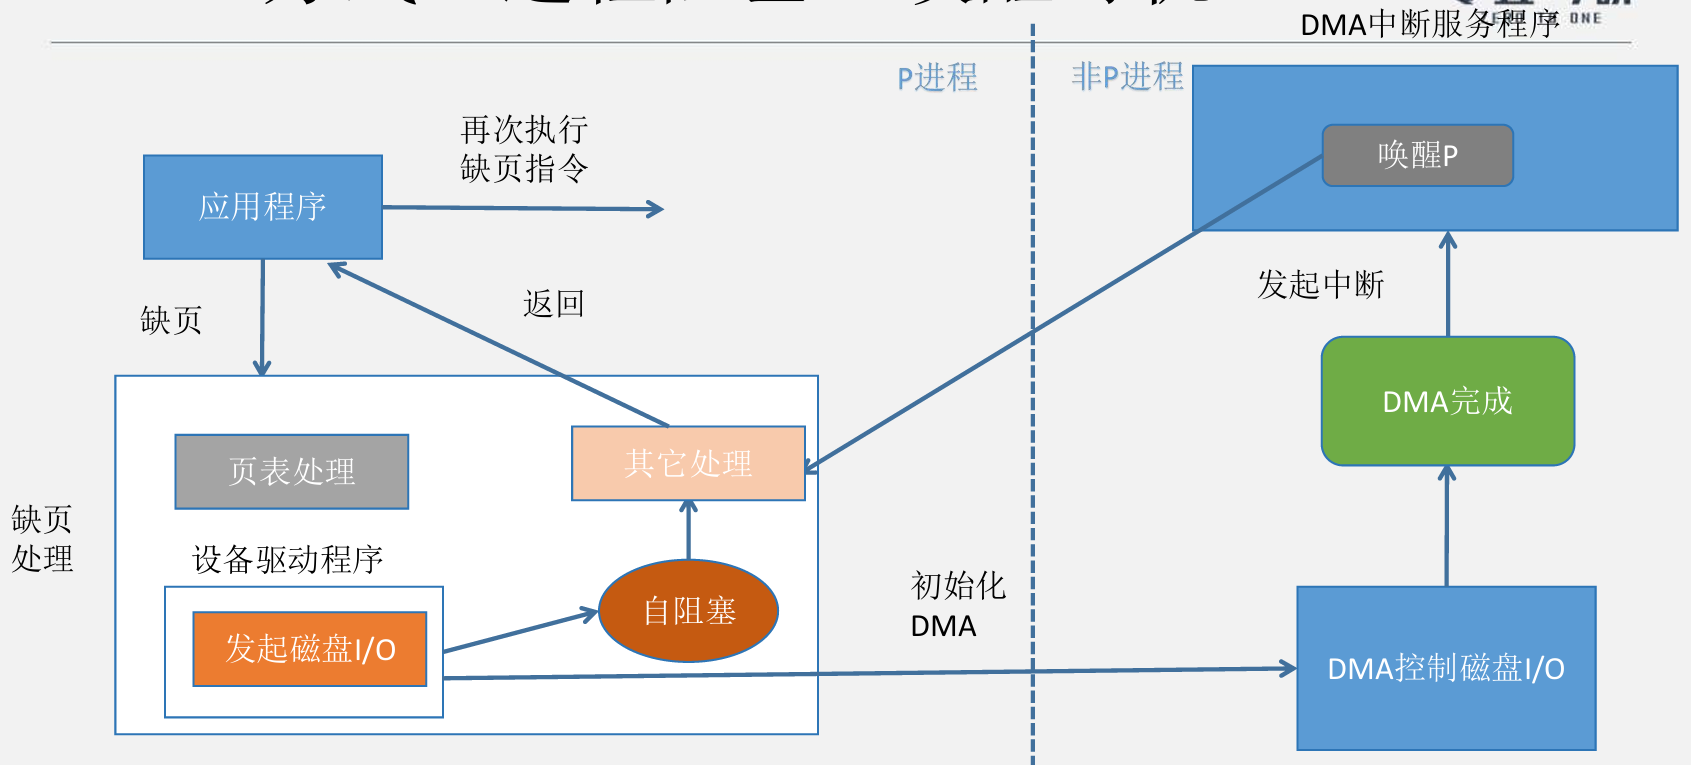 DMA中断服务程序
P进程
非P进程
再次执行
缺页指令
唤醒P
应用程序
返回
缺页
发起中断
DMA完成
其它处理
页表处理
缺页
处理
设备驱动程序
自阻塞
初始化
DMA
发起磁盘I/O
DMA控制磁盘I/O